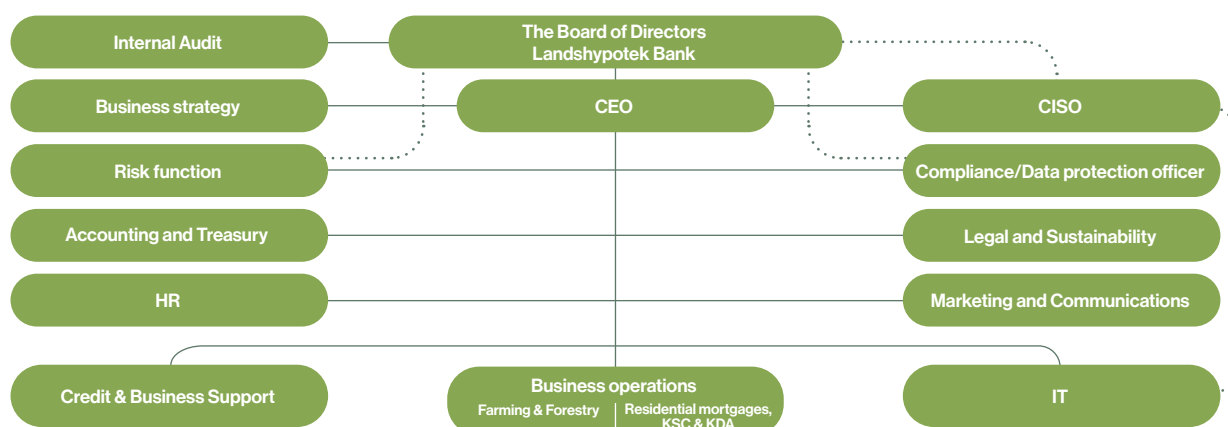 Internal Audit
The Board of Directors
Landshypotek Bank
Business strategy
CEO
CISO
Risk function
Compliance/Data protection officer
Accounting and Treasury
Legal and Sustainability
HR
Marketing and Communications
Credit & Business Support
Business operations
Farming & Forestry
Residential mortgages,
KSC & KDA
IT